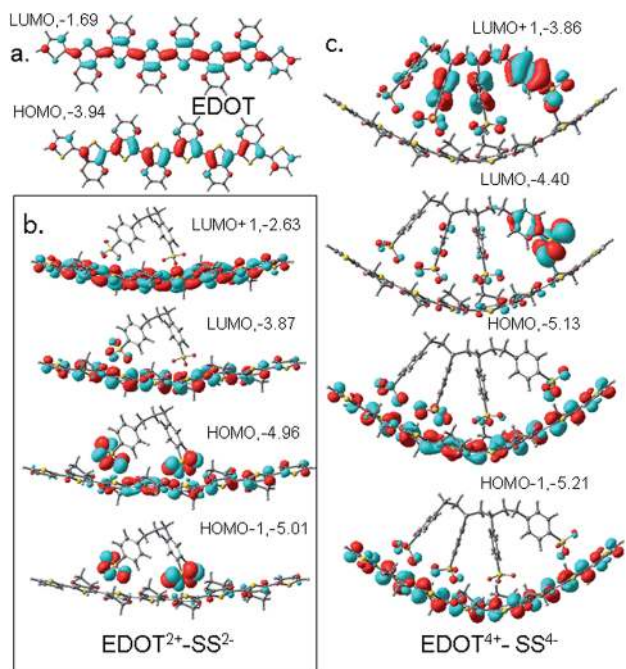 LUMO,-1.69
a.
EDOT
HOMO,-3.94
b.
LUMO+1,-2.63
LUMO,-3.87
HOMO,-4.96
HOMO-1,-5.01
EDOT²⁺-SS²⁻
c.
LUMO+1,-3.86
LUMO,-4.40
HOMO,-5.13
HOMO-1,-5.21
EDOT⁴⁺- SS⁴⁻